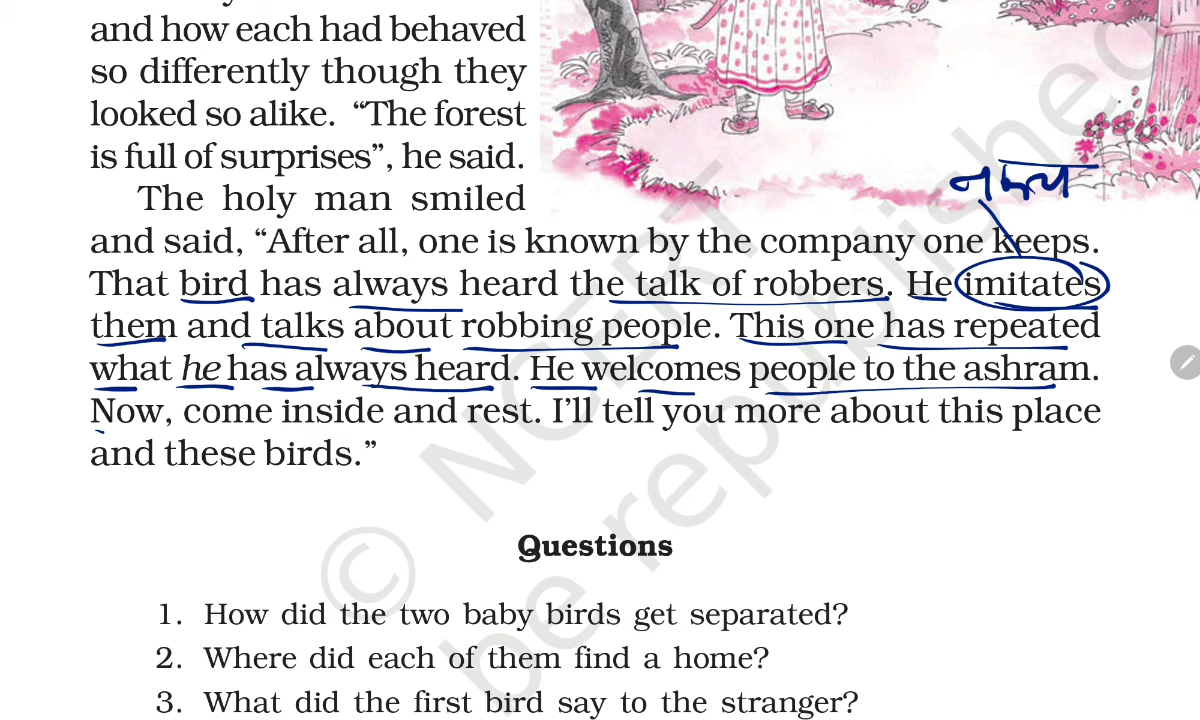 and how each had behaved
so differently though they
looked so alike. “The forest
is full of surprises”, he said.
The holy man smiled
and said, “After all, one is known by the company one keeps.
That bird has always heard the talk of robbers. He imitates
them and talks about robbing people. This one has repeated
what he has always heard. He welcomes people to the ashram.
Now, come inside and rest. I’ll tell you more about this place
and these birds.”
© NCERT
be republished
Questions
1. How did the two baby birds get separated?
2. Where did each of them find a home?
3. What did the first bird say to the stranger?